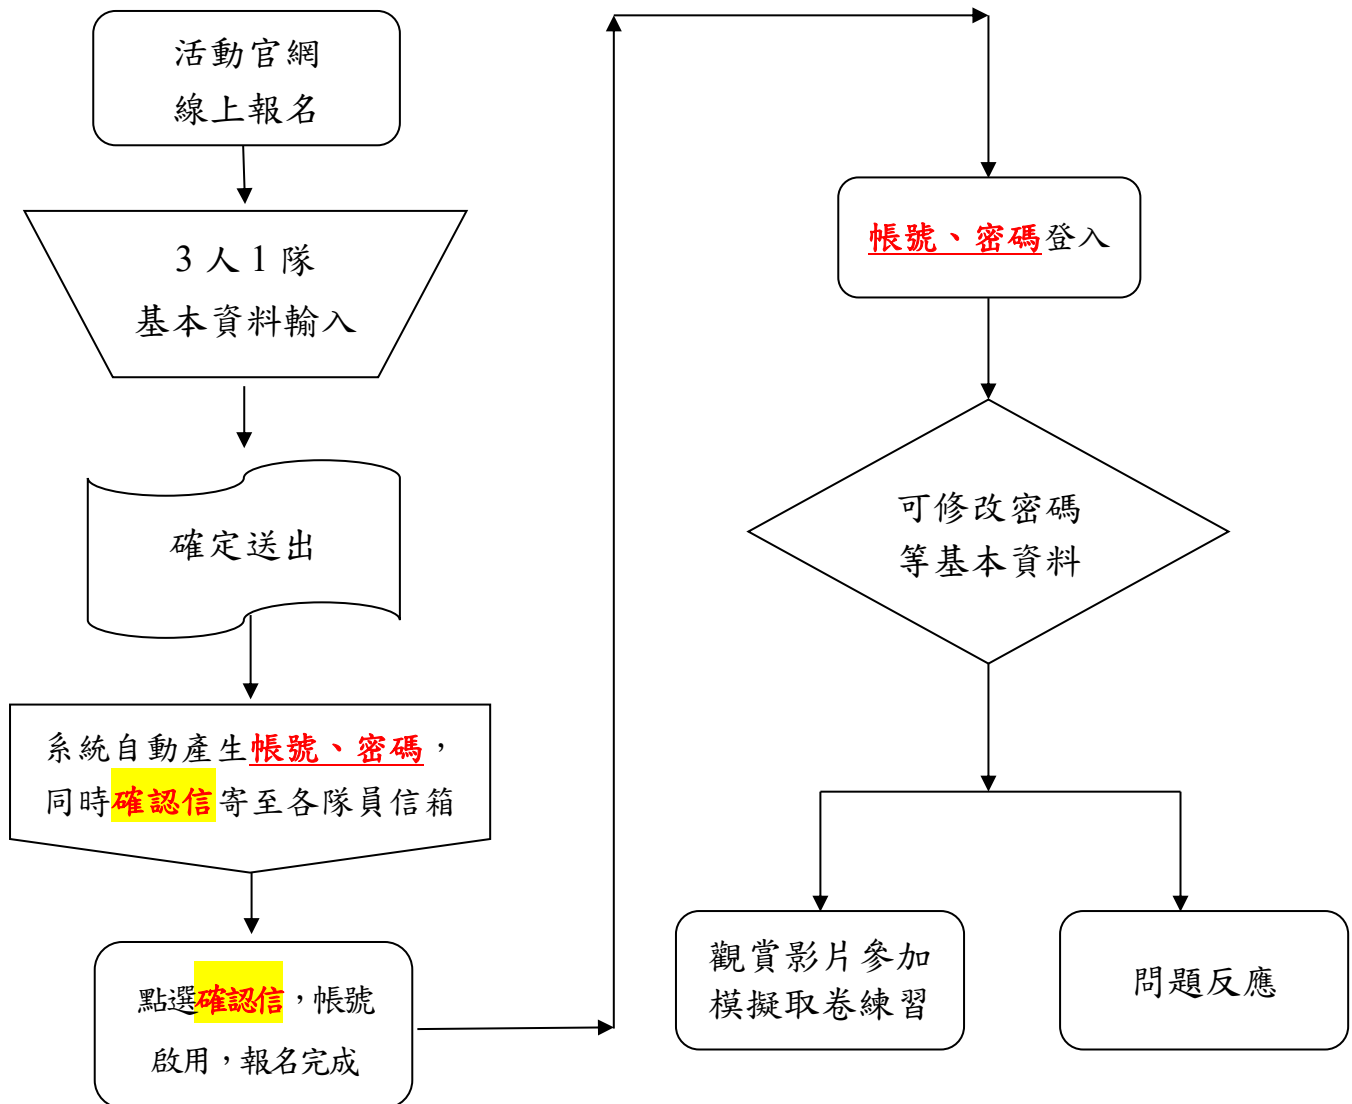 活動官網
線上報名
3 人 1 隊
基本資料輸入
確定送出
系統自動產生帳號、密碼，
同時確認信寄至各隊員信箱
點選確認信，帳號
啟用，報名完成
帳號、密碼登入
可修改密碼
等基本資料
觀賞影片參加
模擬取卷練習
問題反應